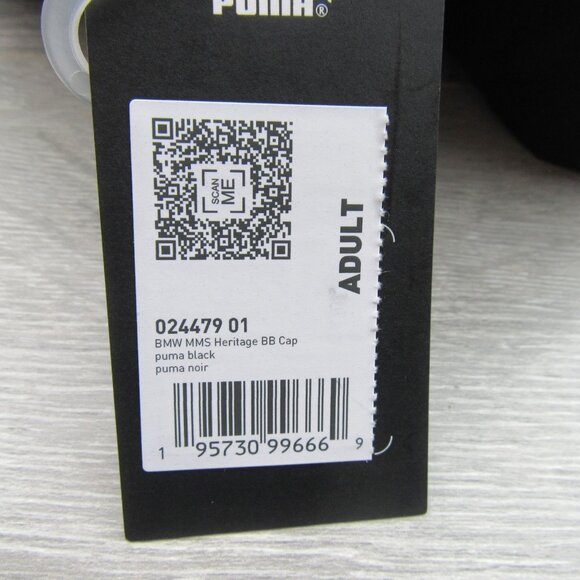 PUMA®
SCAN
ME
ADULT
024479 01
BMW MMS Heritage BB Cap
puma black
puma noir
1 95730 99666 9